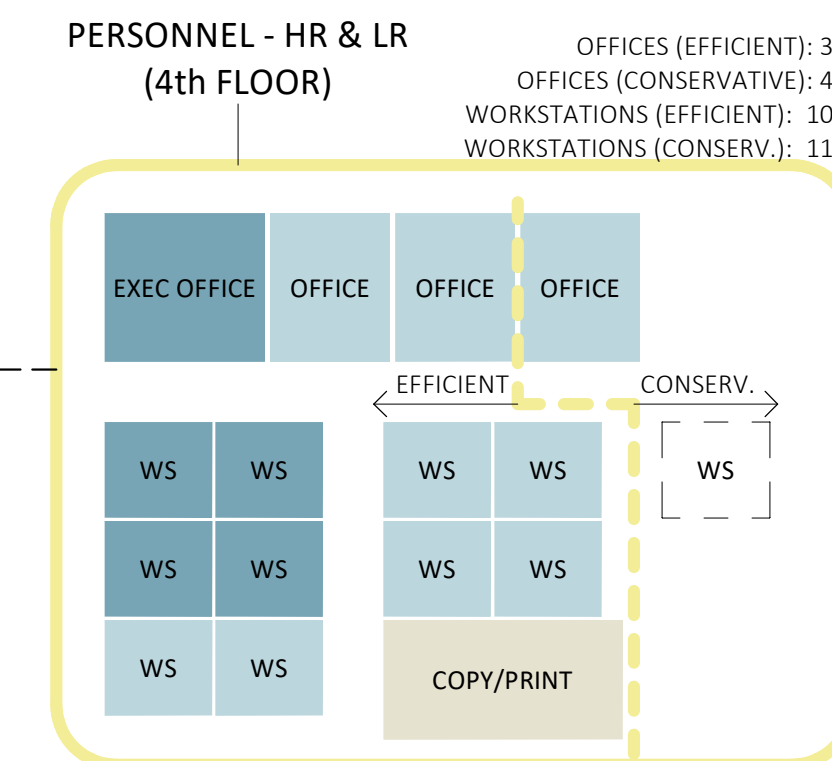 PERSONNEL - HR & LR
(4th FLOOR)
OFFICES (EFFICIENT): 3
OFFICES (CONSERVATIVE): 4
WORKSTATIONS (EFFICIENT): 10
WORKSTATIONS (CONSERV.): 11
EXEC OFFICE OFFICE OFFICE OFFICE
EFFICIENT CONSERV.
WS WS WS WS WS
WS WS WS WS
WS WS COPY/PRINT